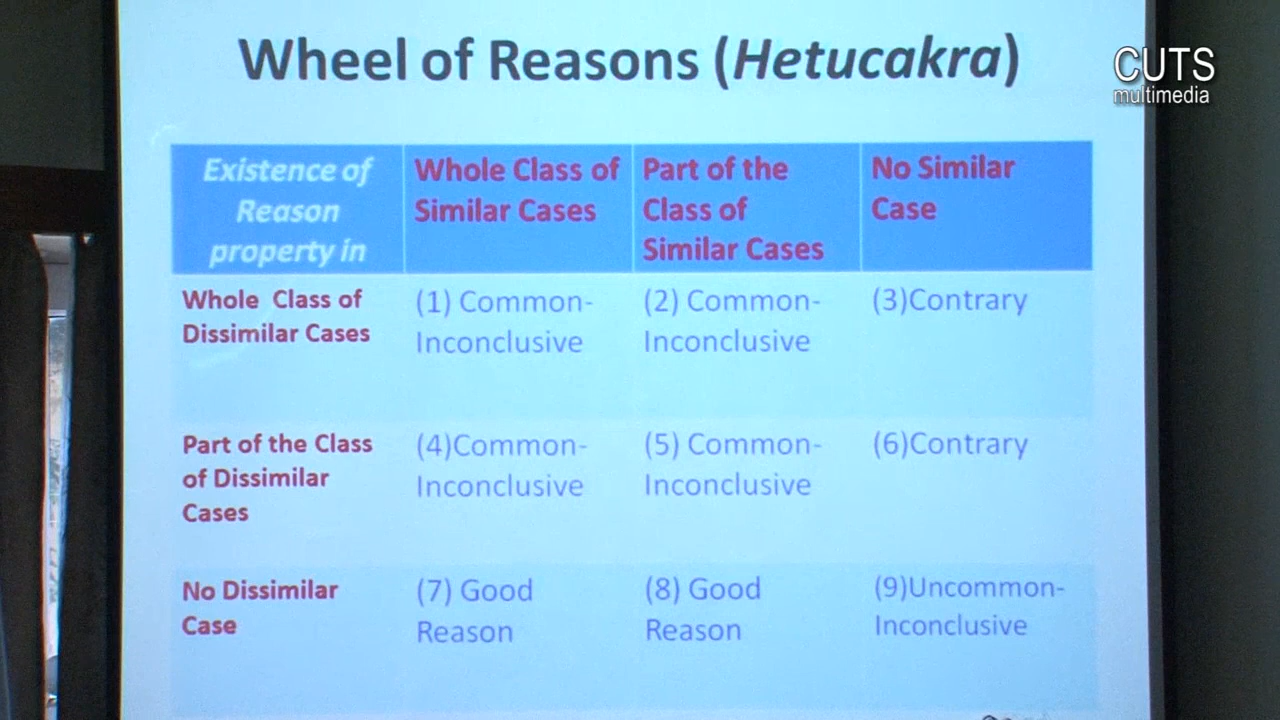 Wheel of Reasons (Hetucakra)
CUTS
multimedia
Existence of
Reason
property in
Whole Class of
Similar Cases
Part of the
Class of
Similar Cases
No Similar
Case
Whole Class of
Dissimilar Cases
(1) Common-
Inconclusive
(2) Common-
Inconclusive
(3)Contrary
Part of the Class
of Dissimilar
Cases
(4)Common-
Inconclusive
(5) Common-
Inconclusive
(6)Contrary
No Dissimilar
Case
(7) Good
Reason
(8) Good
Reason
(9)Uncommon-
Inconclusive